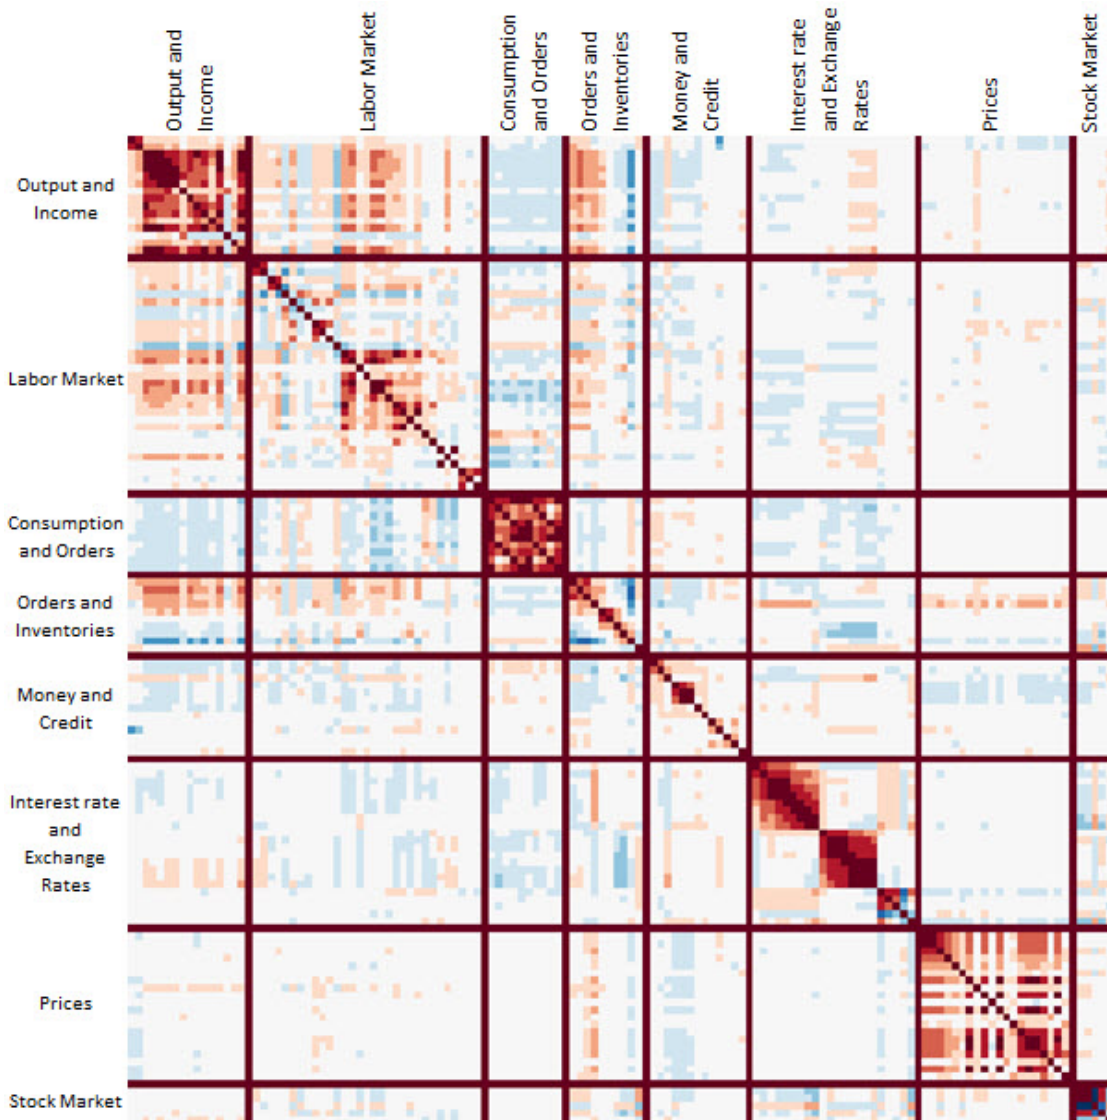 Output and
Income
Labor Market
Consumption
and Orders
Orders and
Inventories
Money and
Credit
Interest rate
and Exchange
Rates
Prices
Stock Market
Output and
Income
Labor Market
Consumption
and Orders
Orders and
Inventories
Money and
Credit
Interest rate
and
Exchange
Rates
Prices
Stock Market